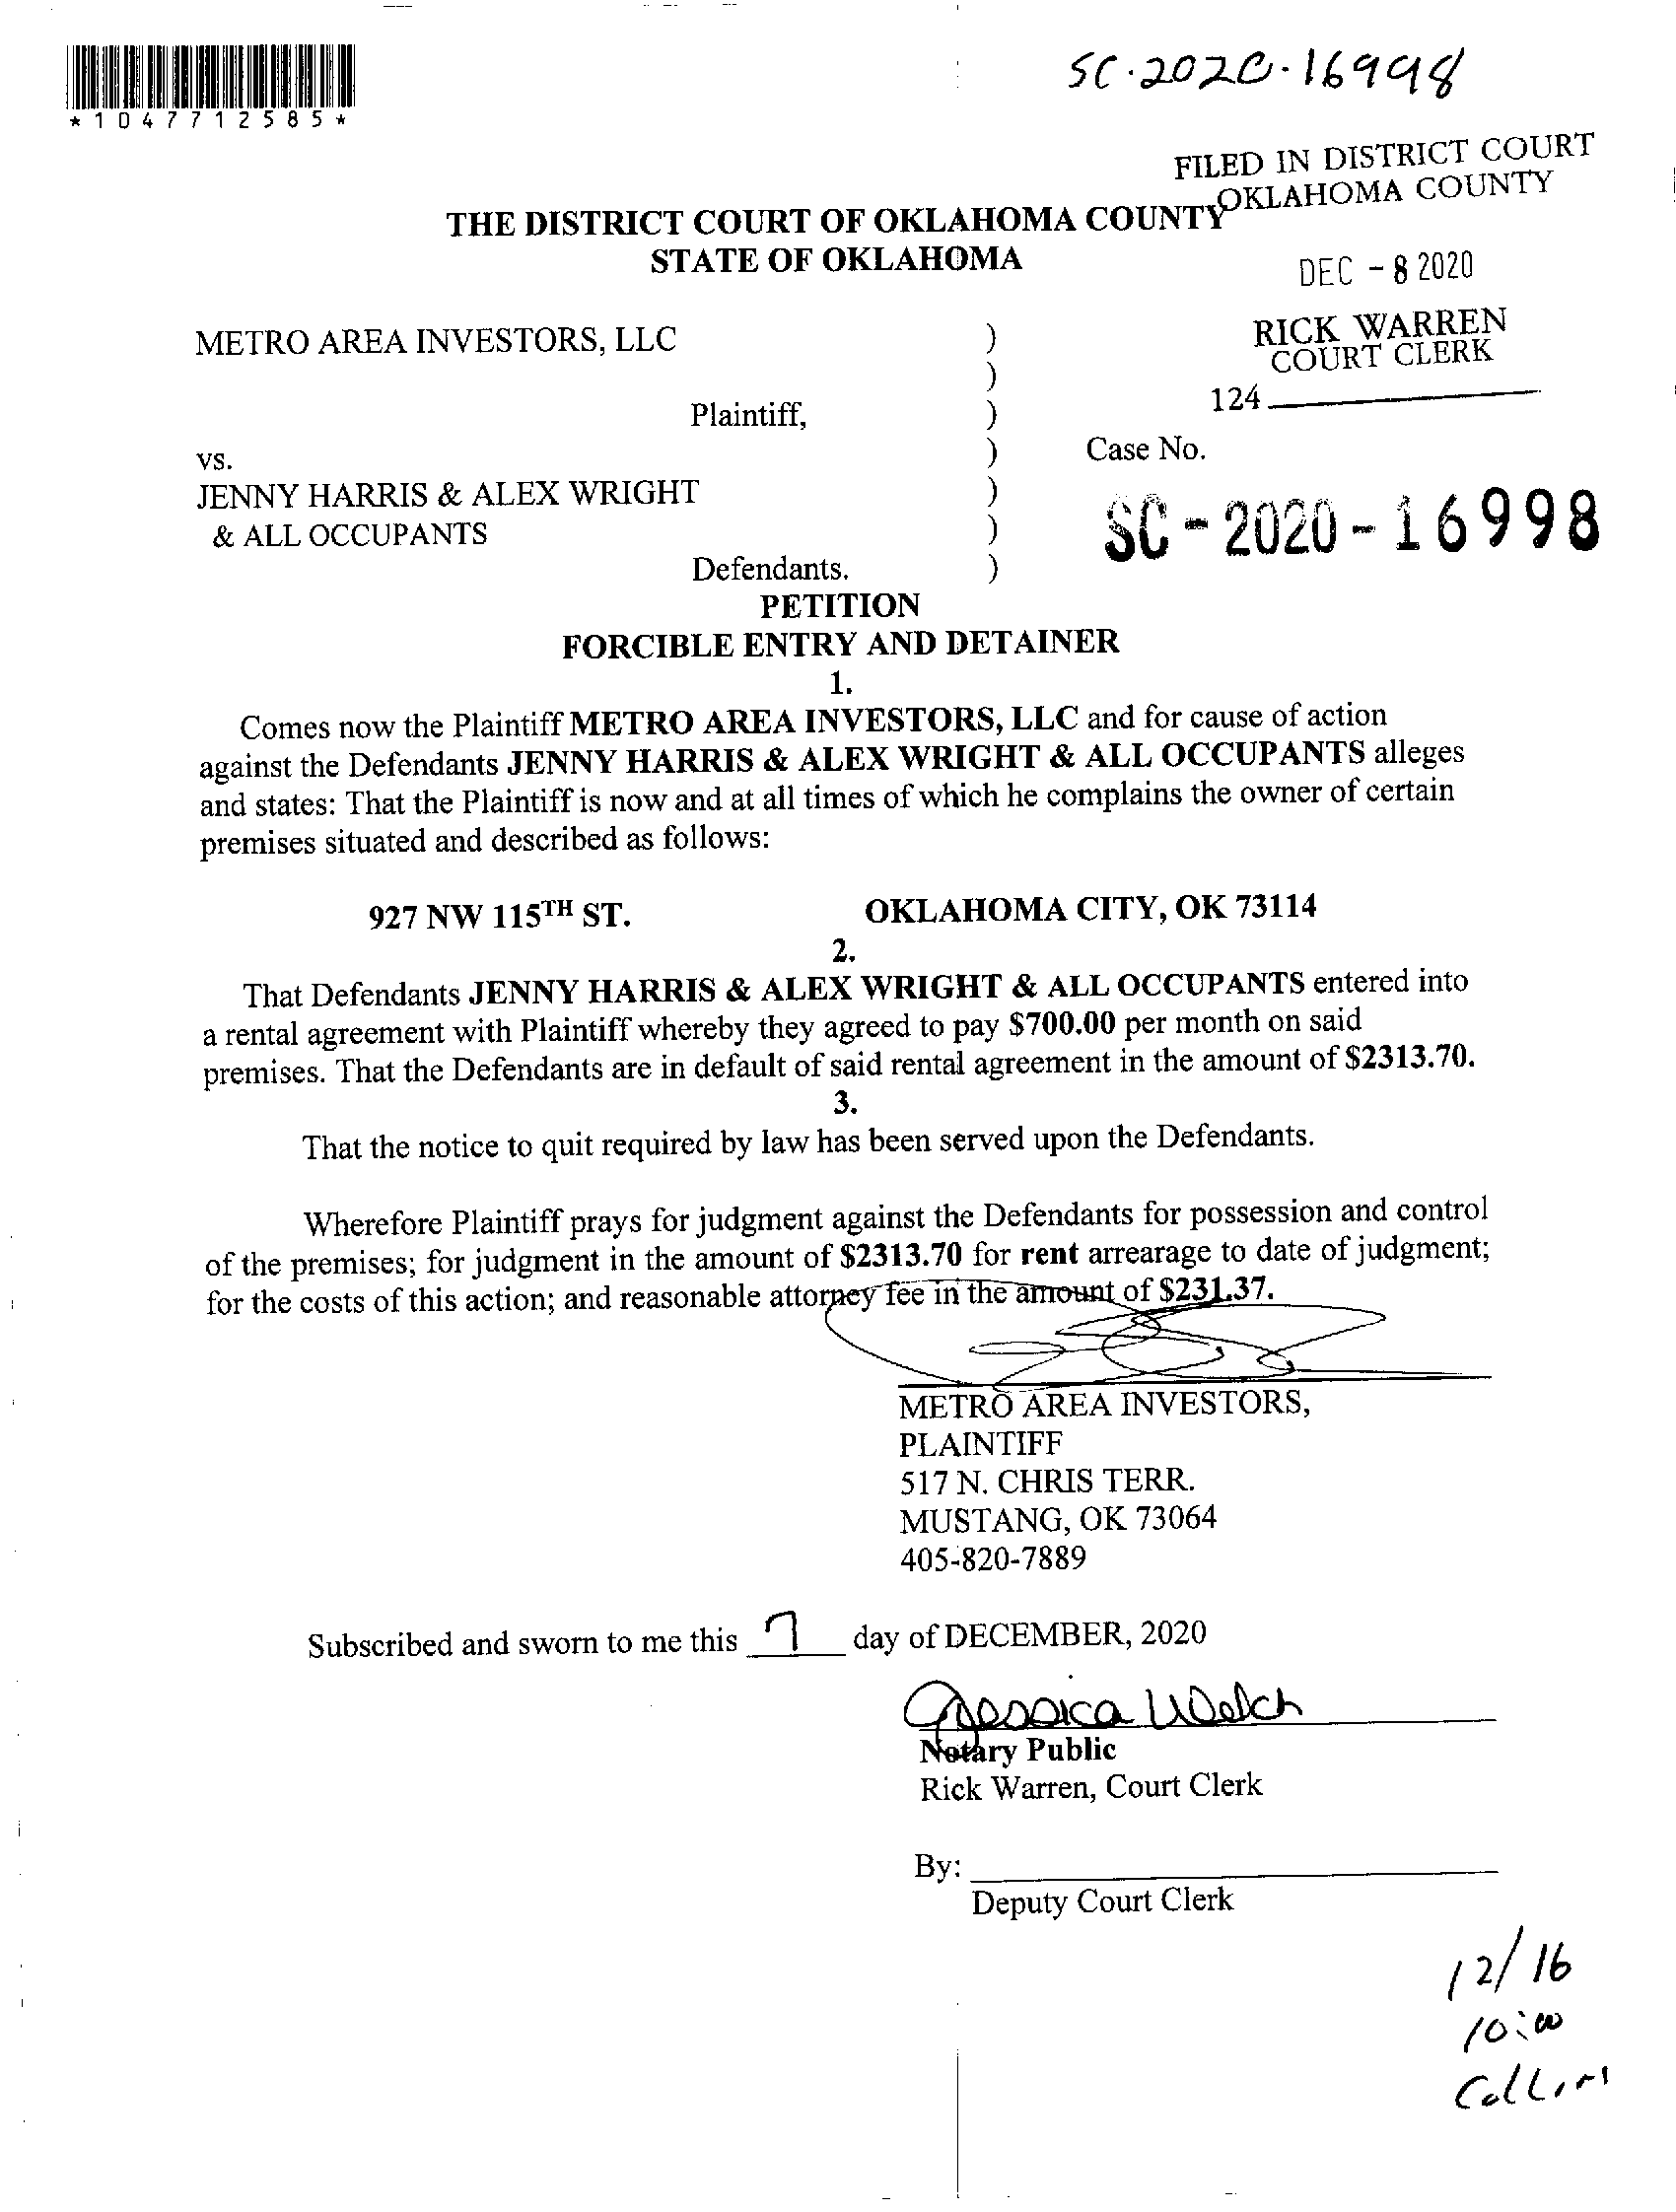 SC-2020-16998
*1047712585*
FILED IN DISTRICT COURT
OKLAHOMA COUNTY
THE DISTRICT COURT OF OKLAHOMA COUNTY
STATE OF OKLAHOMA
DEC - 8 2020
METRO AREA INVESTORS, LLC )
RICK WARREN
COURT CLERK
)
124
Plaintiff, )
vs. ) Case No.
JENNY HARRIS & ALEX WRIGHT )
SC-2020-16998
& ALL OCCUPANTS )
Defendants. )
PETITION
FORCIBLE ENTRY AND DETAINER
1.
Comes now the Plaintiff METRO AREA INVESTORS, LLC and for cause of action
against the Defendants JENNY HARRIS & ALEX WRIGHT & ALL OCCUPANTS alleges
and states: That the Plaintiff is now and at all times of which he complains the owner of certain
premises situated and described as follows:
927 NW 115TH ST. OKLAHOMA CITY, OK 73114
2.
That Defendants JENNY HARRIS & ALEX WRIGHT & ALL OCCUPANTS entered into
a rental agreement with Plaintiff whereby they agreed to pay $700.00 per month on said
premises. That the Defendants are in default of said rental agreement in the amount of $2313.70.
3.
That the notice to quit required by law has been served upon the Defendants.
Wherefore Plaintiff prays for judgment against the Defendants for possession and control
of the premises; for judgment in the amount of $2313.70 for rent arrearage to date of judgment;
for the costs of this action; and reasonable attorney fee in the amount of $231.37.
METRO AREA INVESTORS,
PLAINTIFF
517 N. CHRIS TERR.
MUSTANG, OK 73064
405-820-7889
Subscribed and sworn to me this 7 day of DECEMBER, 2020
Jessica Welch
Notary Public
Rick Warren, Court Clerk
By:
Deputy Court Clerk
12/16
10:00
Collins